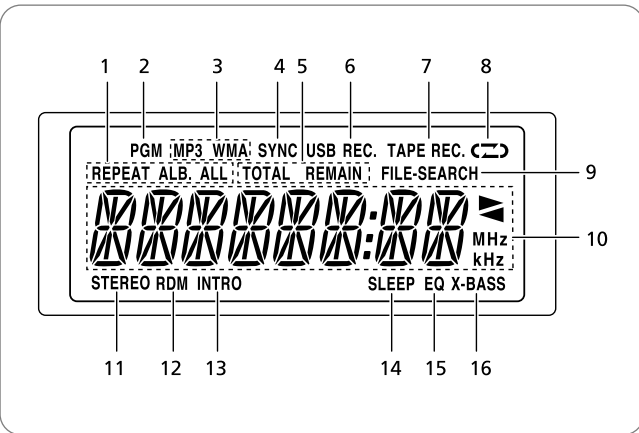 1 2 3 4 5 6 7 8
PGM MP3 WMA SYNC USB REC. TAPE REC.
REPEAT ALB. ALL TOTAL REMAIN FILE-SEARCH 9
:
MHz 10
kHz
STEREO RDM INTRO SLEEP EQ X-BASS
11 12 13 14 15 16